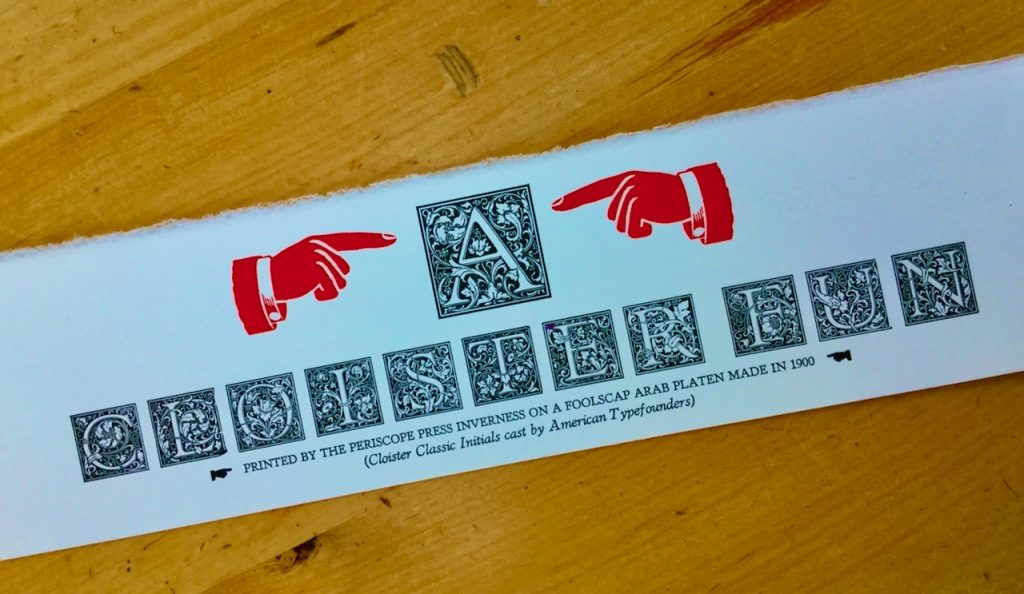 A
CLOISTER FUN
PRINTED BY THE PERISCOPE PRESS INVERNESS ON A FOOLSCAP ARAB PLATEN MADE IN 1900
(Cloister Classic Initials cast by American Typefounders)